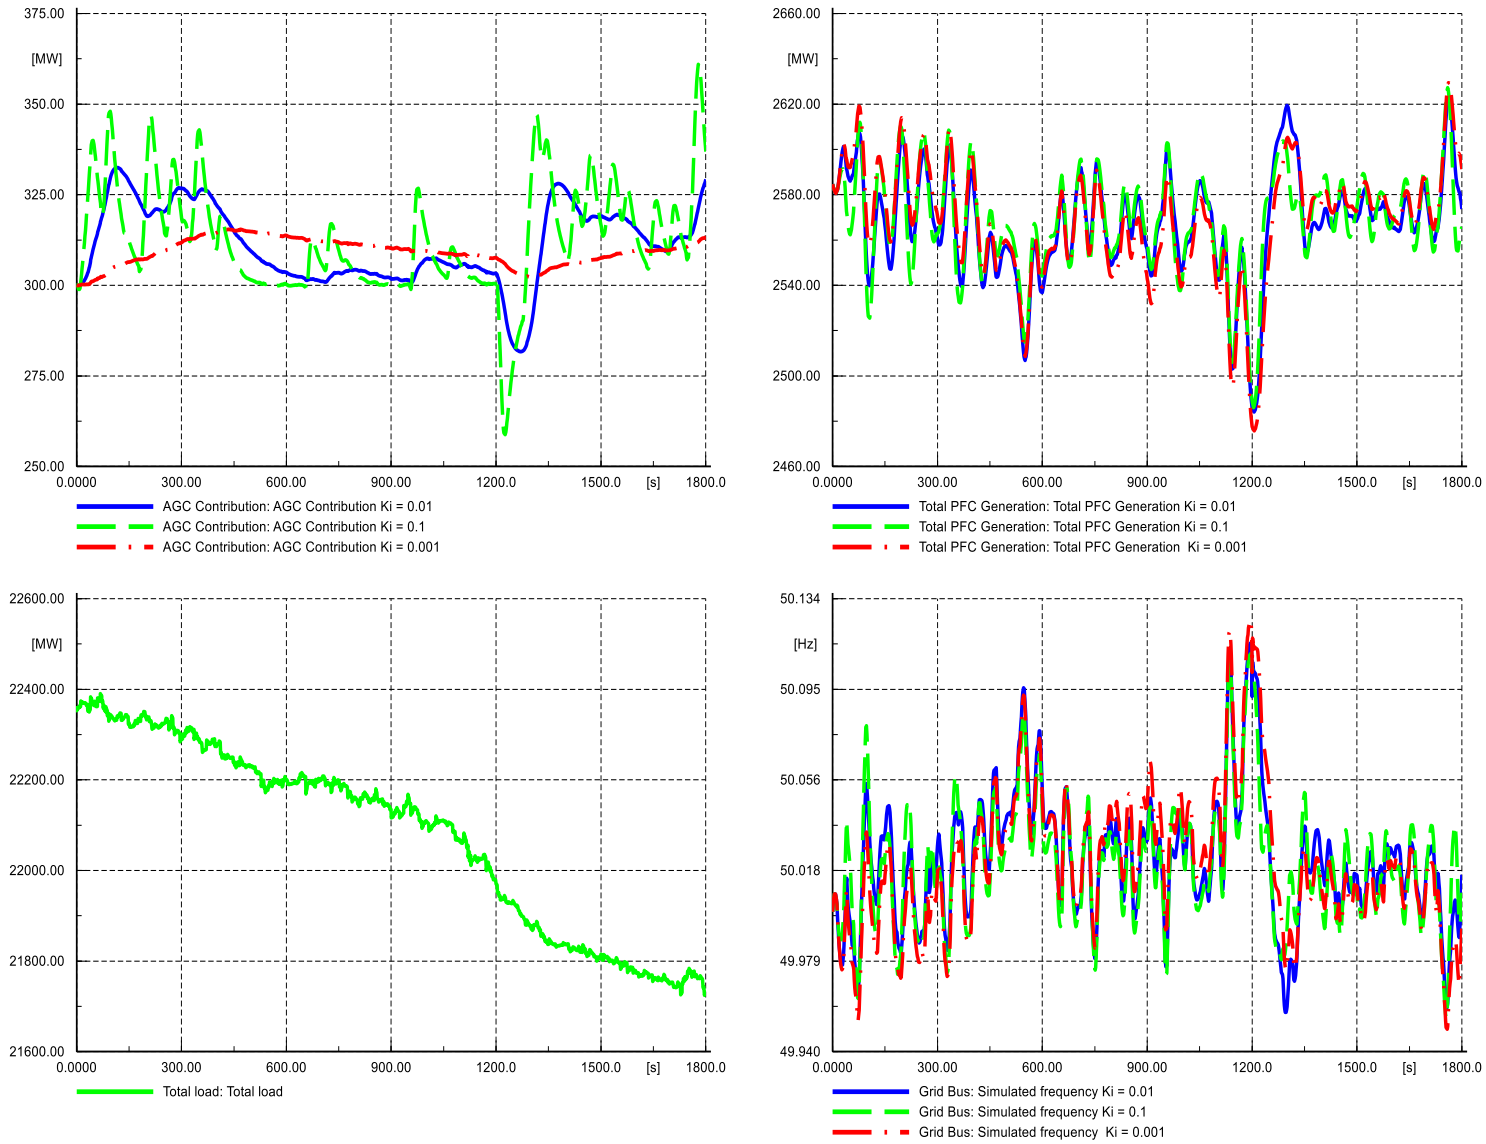 375.00
[MW]
350.00
325.00
300.00
275.00
250.00
0.0000 300.00 600.00 900.00 1200.0 1500.0 [s] 1800.0
AGC Contribution: AGC Contribution Ki = 0.01
AGC Contribution: AGC Contribution Ki = 0.1
AGC Contribution: AGC Contribution Ki = 0.001
2660.00
[MW]
2620.00
2580.00
2540.00
2500.00
2460.00
0.0000 300.00 600.00 900.00 1200.0 1500.0 [s] 1800.0
Total PFC Generation: Total PFC Generation Ki = 0.01
Total PFC Generation: Total PFC Generation Ki = 0.1
Total PFC Generation: Total PFC Generation  Ki = 0.001
22600.00
[MW]
22400.00
22200.00
22000.00
21800.00
21600.00
0.0000 300.00 600.00 900.00 1200.0 1500.0 [s] 1800.0
Total load: Total load
50.134
[Hz]
50.095
50.056
50.018
49.979
49.940
0.0000 300.00 600.00 900.00 1200.0 1500.0 [s] 1800.0
Grid Bus: Simulated frequency Ki = 0.01
Grid Bus: Simulated frequency Ki = 0.1
Grid Bus: Simulated frequency  Ki = 0.001